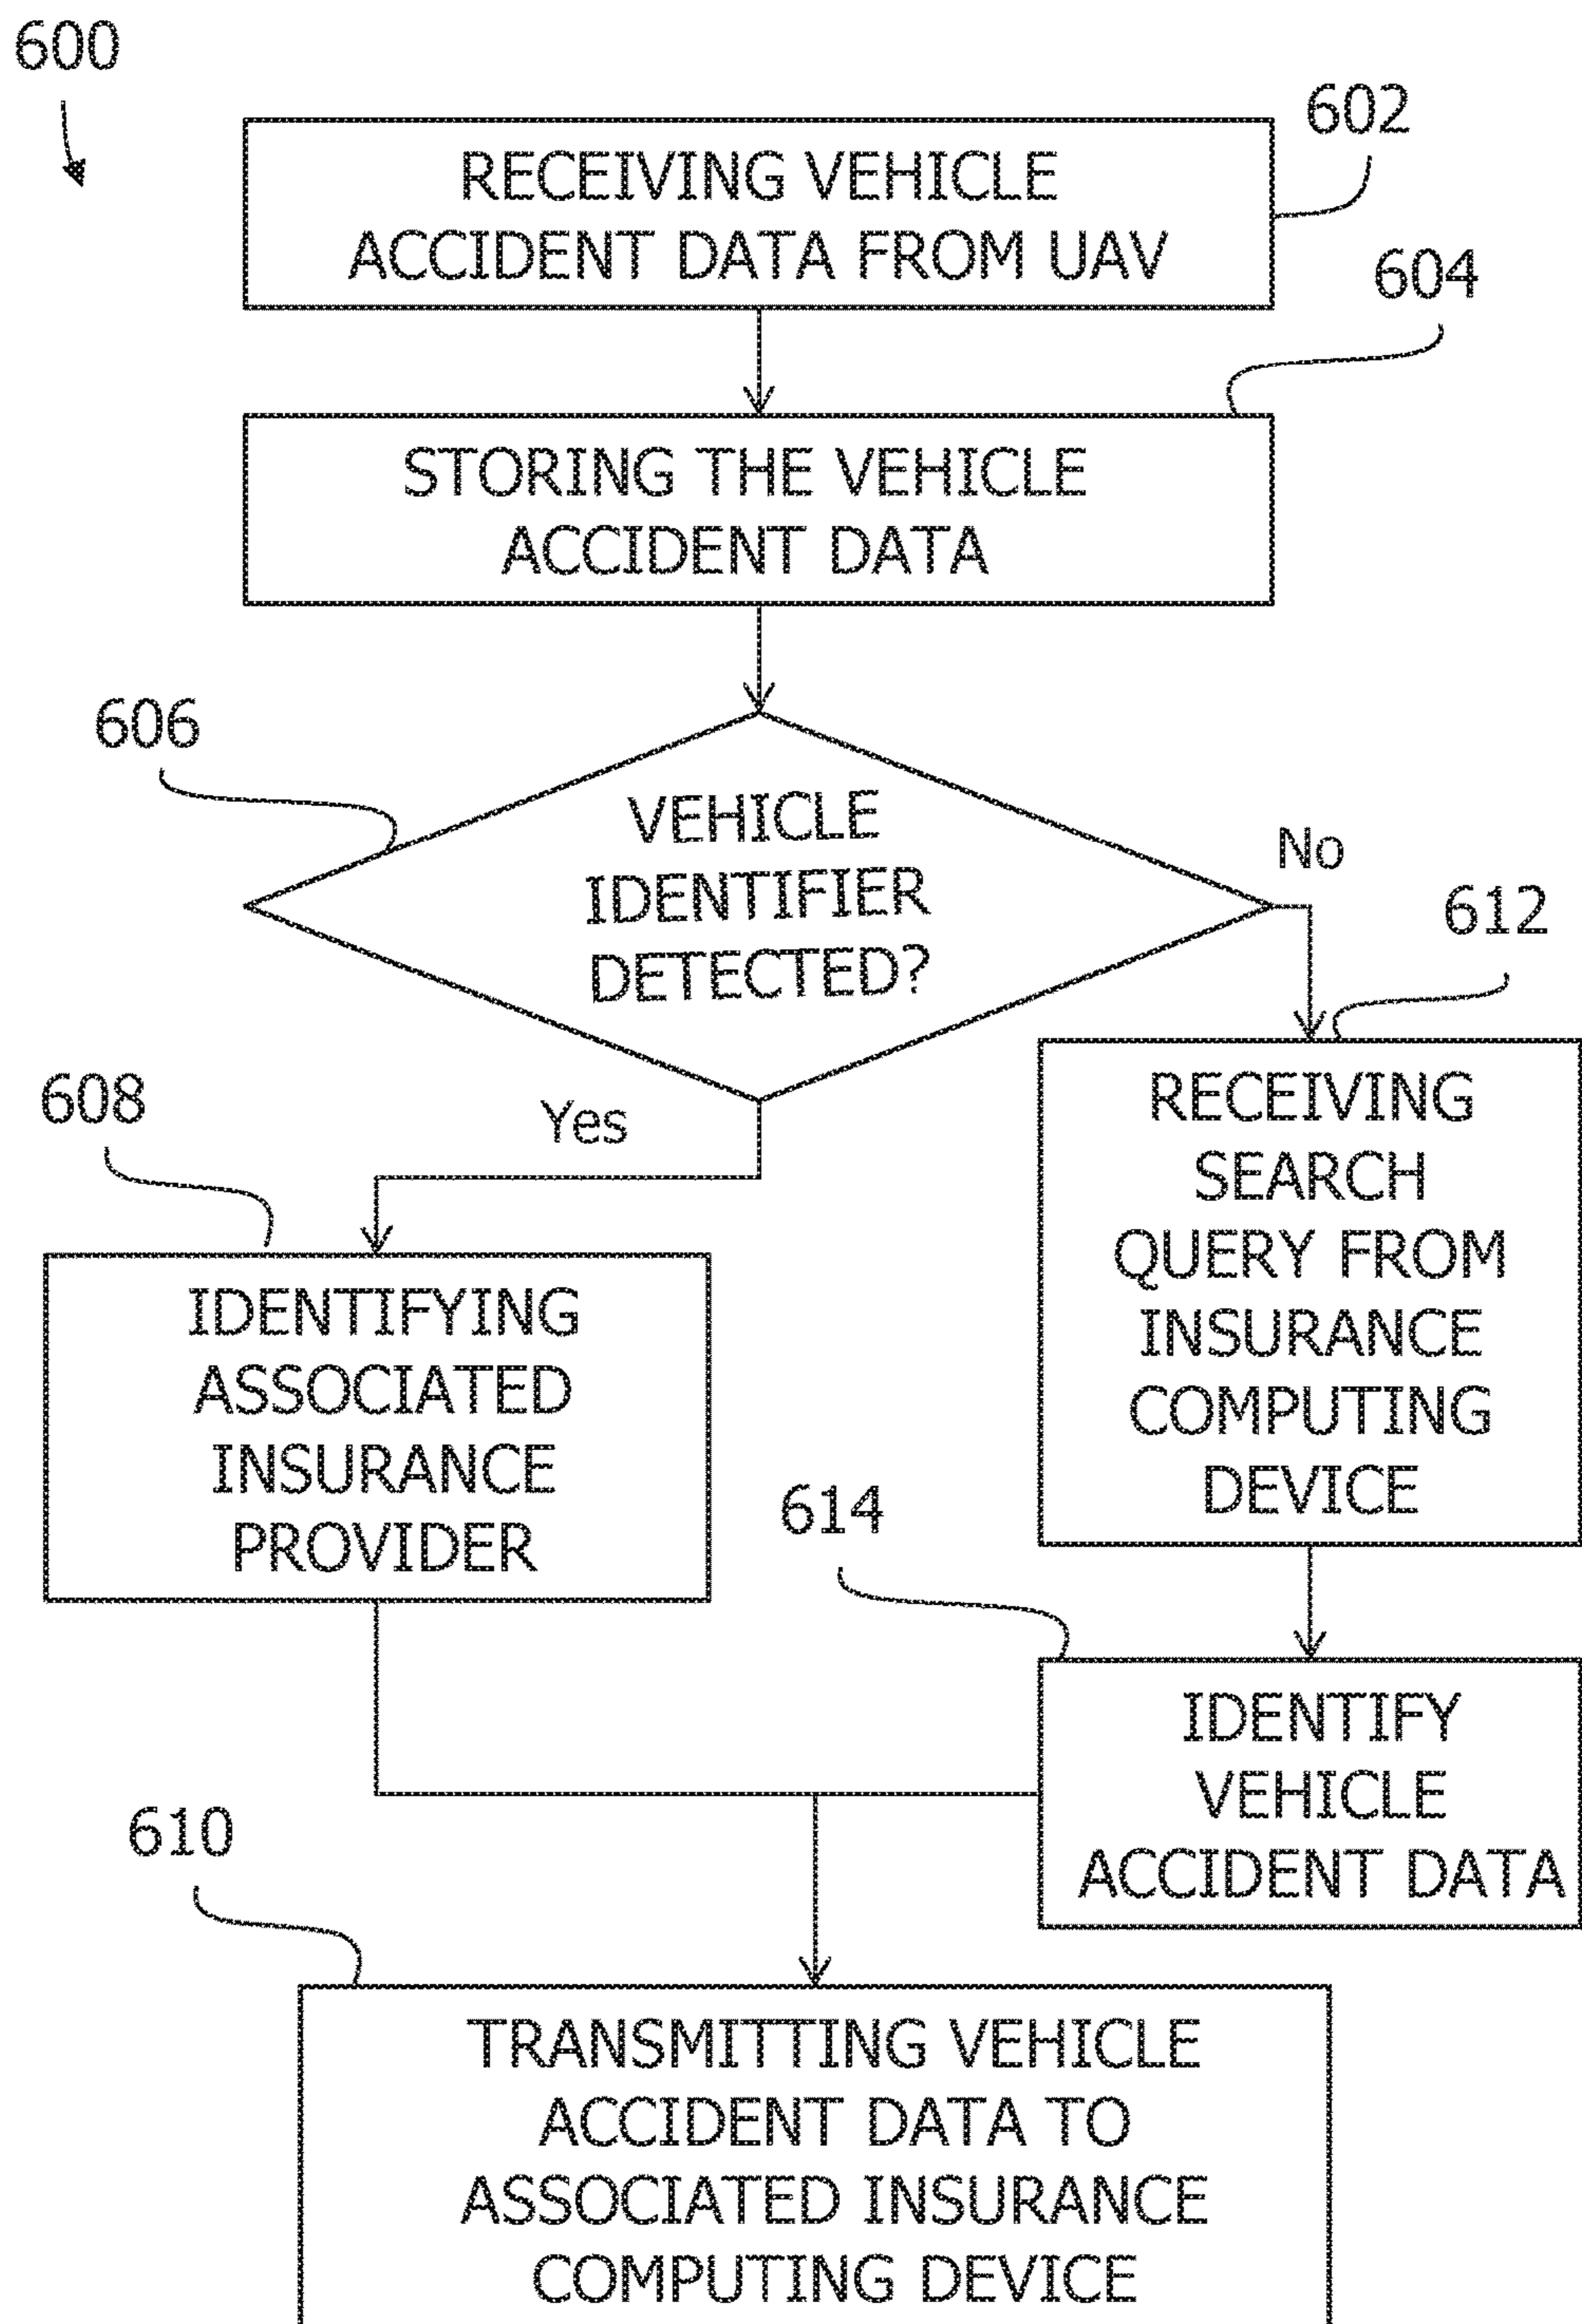 600
602
RECEIVING VEHICLE
ACCIDENT DATA FROM UAV
604
STORING THE VEHICLE
ACCIDENT DATA
606
VEHICLE
IDENTIFIER
DETECTED?
No
612
608
Yes
RECEIVING
SEARCH
QUERY FROM
INSURANCE
COMPUTING
DEVICE
IDENTIFYING
ASSOCIATED
INSURANCE
PROVIDER
614
IDENTIFY
VEHICLE
ACCIDENT DATA
610
TRANSMITTING VEHICLE
ACCIDENT DATA TO
ASSOCIATED INSURANCE
COMPUTING DEVICE